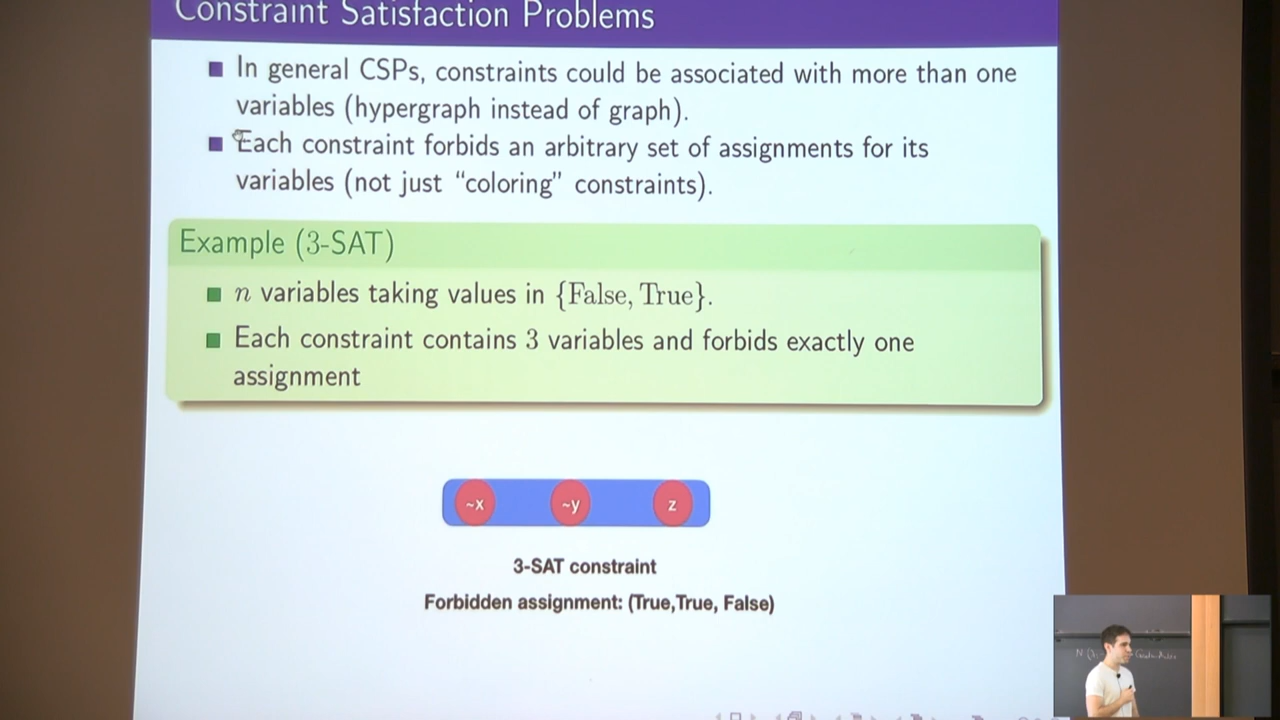 Constraint Satisfaction Problems
In general CSPs, constraints could be associated with more than one
variables (hypergraph instead of graph).
Each constraint forbids an arbitrary set of assignments for its
variables (not just “coloring” constraints).
Example (3-SAT)
n variables taking values in {False, True}.
Each constraint contains 3 variables and forbids exactly one
assignment
~x ~y z
3-SAT constraint
Forbidden assignment: (True,True, False)